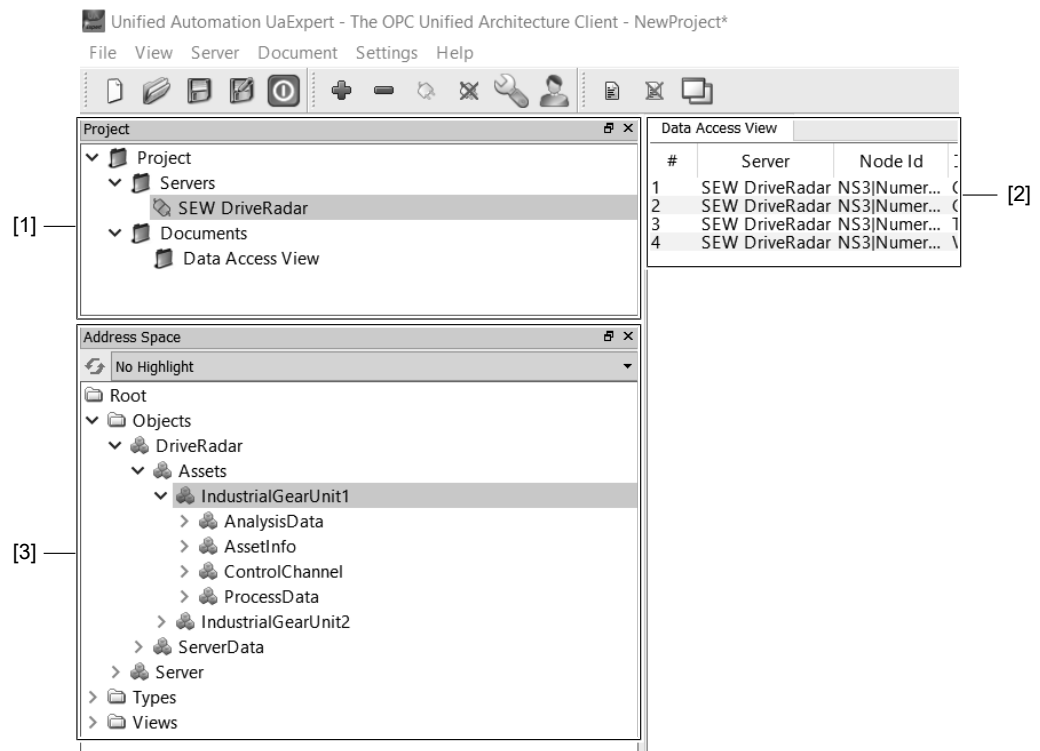 Unified Automation UaExpert - The OPC Unified Architecture Client - NewProject*
File View Server Document Settings Help
Project
Project
Servers
SEW DriveRadar
Documents
Data Access View
[1]
Data Access View
# Server Node Id
1 SEW DriveRadar NS3|Numer...
2 SEW DriveRadar NS3|Numer...
3 SEW DriveRadar NS3|Numer...
4 SEW DriveRadar NS3|Numer...
[2]
Address Space
No Highlight
Root
Objects
DriveRadar
Assets
IndustrialGearUnit1
AnalysisData
AssetInfo
[3]
ControlChannel
ProcessData
IndustrialGearUnit2
ServerData
Server
Types
Views